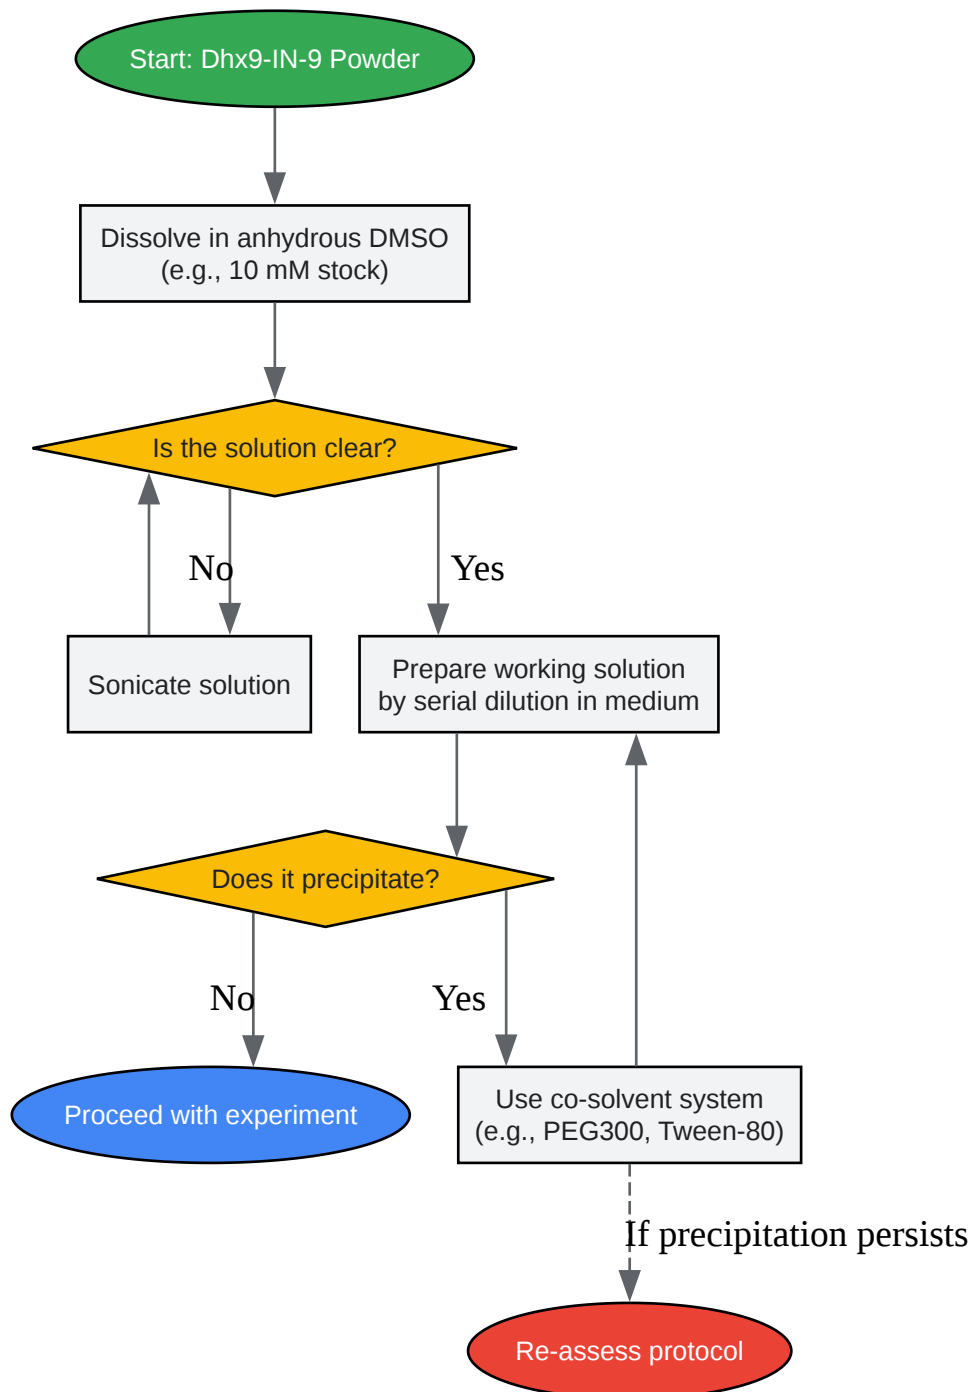 Start: Dhx9-IN-9 Powder
Dissolve in anhydrous DMSO
(e.g., 10 mM stock)
Is the solution clear?
No
Yes
Sonicate solution
Prepare working solution
by serial dilution in medium
Does it precipitate?
No
Yes
Proceed with experiment
Use co-solvent system
(e.g., PEG300, Tween-80)
If precipitation persists
Re-assess protocol